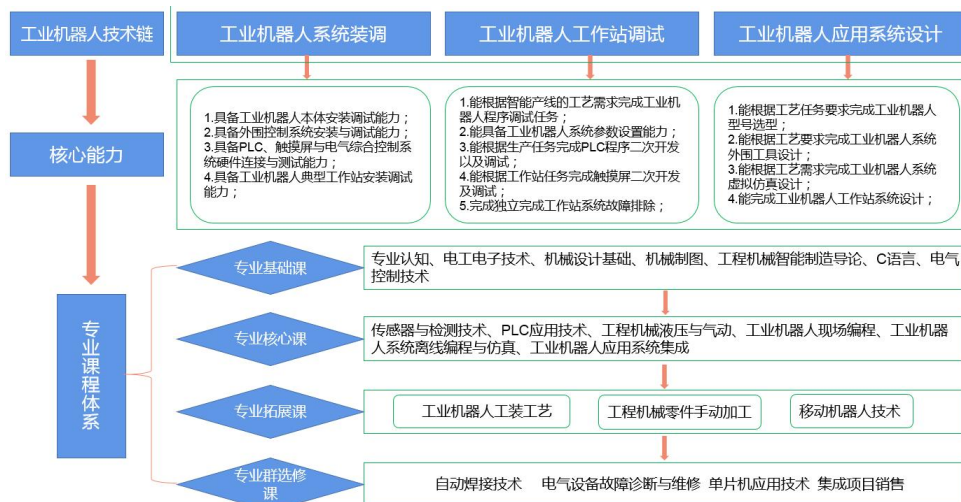 工业机器人技术链
工业机器人系统装调
工业机器人工作站调试
工业机器人应用系统设计
核心能力
1.具备工业机器人本体安装调试能力；
2.具备外围控制系统安装与调试能力；
3.具备PLC、触摸屏与电气综合控制系
统硬件连接与测试能力；
4.具备工业机器人典型工作站安装调试
能力；
1.能根据智能产线的工艺需求完成工业机
器人程序调试任务；
2.能具备工业机器人系统参数设置能力；
3.能根据生产任务完成PLC程序二次开发
以及调试；
4.能根据工作站任务完成触摸屏二次开发
及调试；
5.完成独立完成工作站系统故障排除；
1.能根据工艺任务要求完成工业机器人
型号选型；
2.能根据工艺要求完成工业机器人系统
外围工具设计；
3.能根据工艺需求完成工业机器人系统
虚拟仿真设计；
4.能完成工业机器人工作站系统设计；
专业课程体系
专业基础课
专业认知、电工电子技术、机械设计基础、机械制图、工程机械智能制造导论、C语言、电气
控制技术
专业核心课
传感器与检测技术、PLC应用技术、工程机械液压与气动、工业机器人现场编程、工业机器
人系统离线编程与仿真、工业机器人应用系统集成
专业拓展课
工业机器人工装工艺
工程机械零件手动加工
移动机器人技术
专业群选修
课
自动焊接技术 电气设备故障诊断与维修 单片机应用技术 集成项目销售